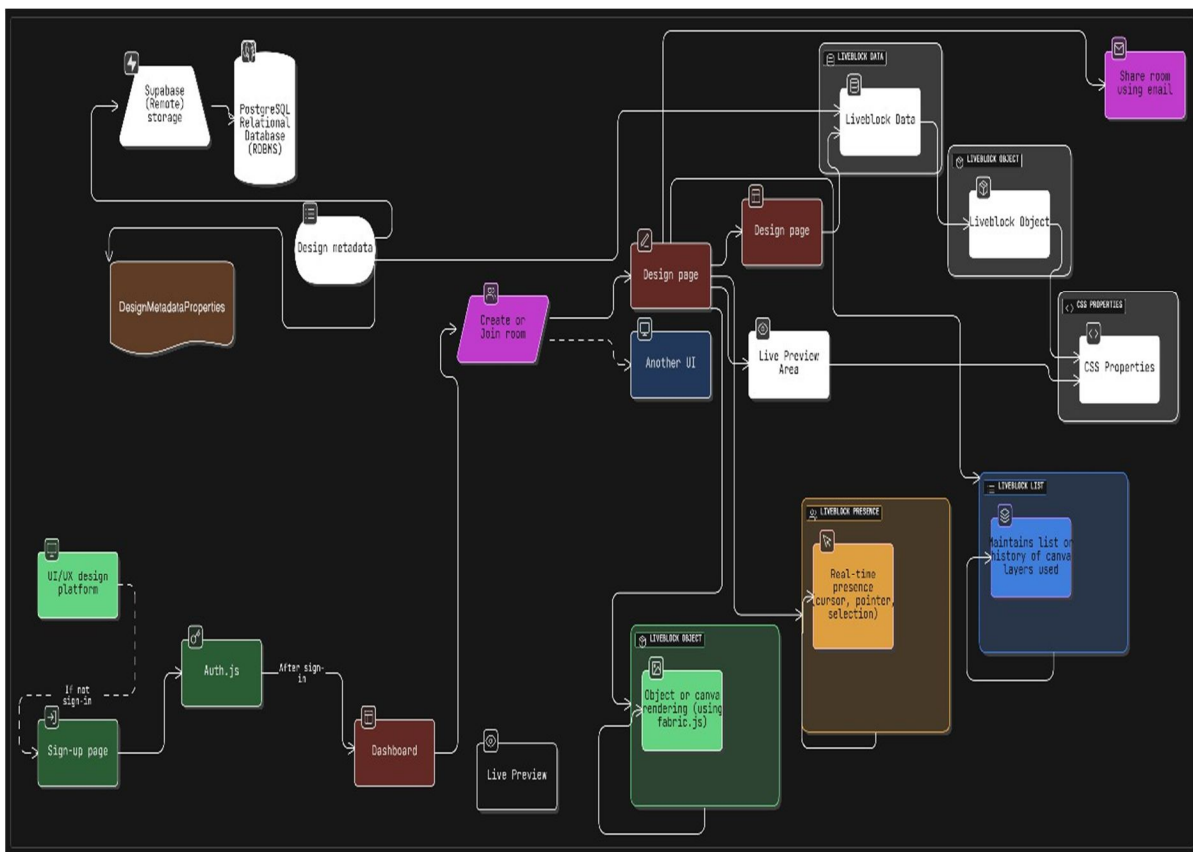 Supabase
(Remote)
storage
PostgreSQL
Relational
Database
(RDBMS)
Design metadata
DesignMetadataProperties
LIVEBLOCK DATA
Liveblock Data
Share room
using email
LIVEBLOCK OBJECT
Liveblock Object
Design page
Design page
Create or
Join room
Another UI
Live Preview
Area
CSS PROPERTIES
CSS Properties
LIVEBLOCK LIST
Maintains list or
history of canva
layers used
LIVEBLOCK PRESENCE
Real-time
presence
(cursor, pointer,
selection)
UI/UX design
platform
If not
sign-in
Sign-up page
Auth.js
After sign-
in
Dashboard
Live Preview
LIVEBLOCK OBJECT
Object or canva
rendering (using
fabric.js)